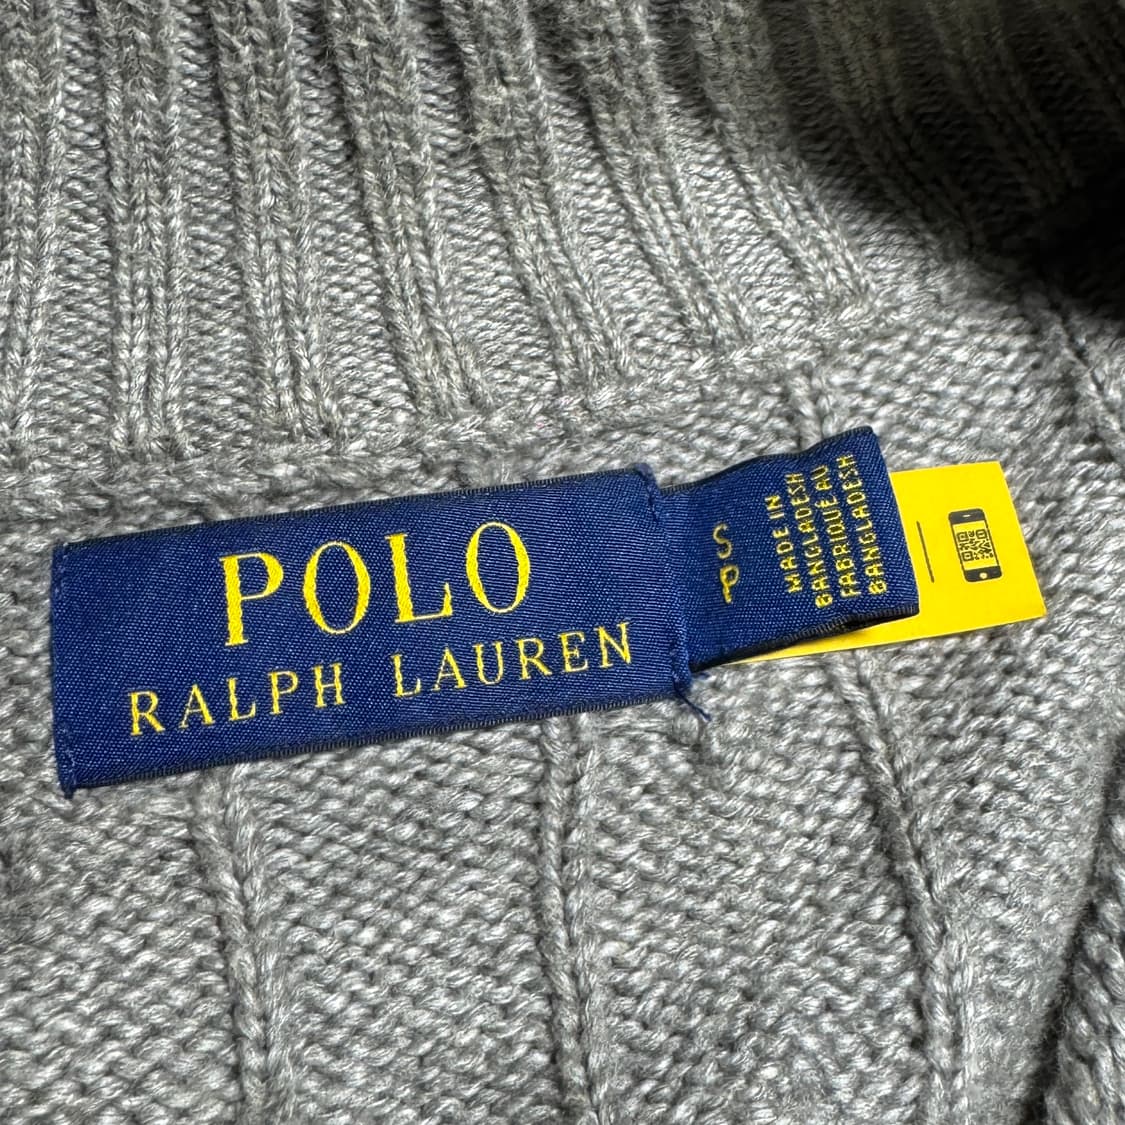 POLO
RALPH LAUREN
S
P
MADE IN
BANGLADESH
FABRIQUÉ AU
BANGLADESH